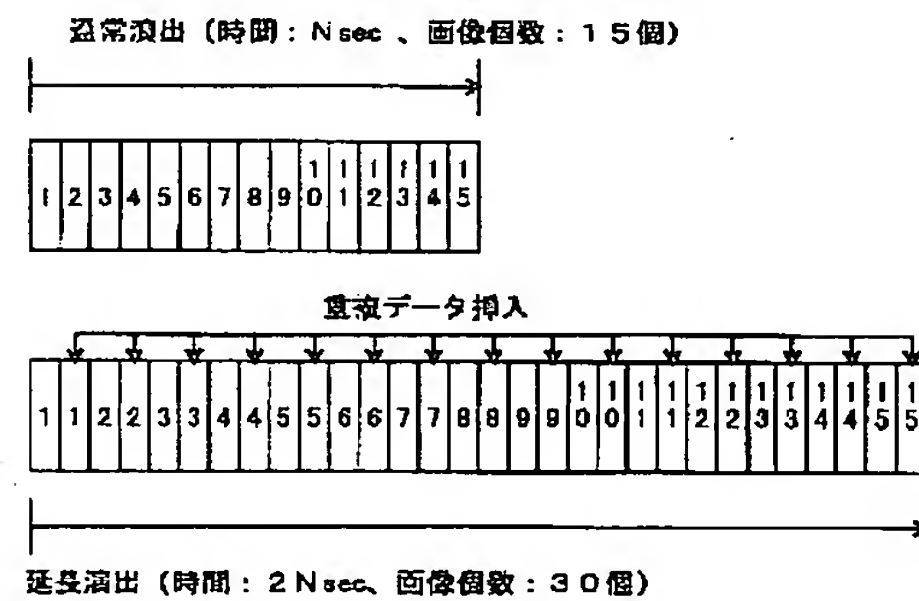 通常演出（時間：Nsec、画像個数：15個）
1 2 3 4 5 6 7 8 9 10 11 12 13 14 15
重複データ挿入
1 1 2 2 3 3 4 4 5 5 6 6 7 7 8 8 9 9 10 10 11 11 12 12 13 13 14 14 15 15
延長演出（時間：2Nsec、画像個数：30個）